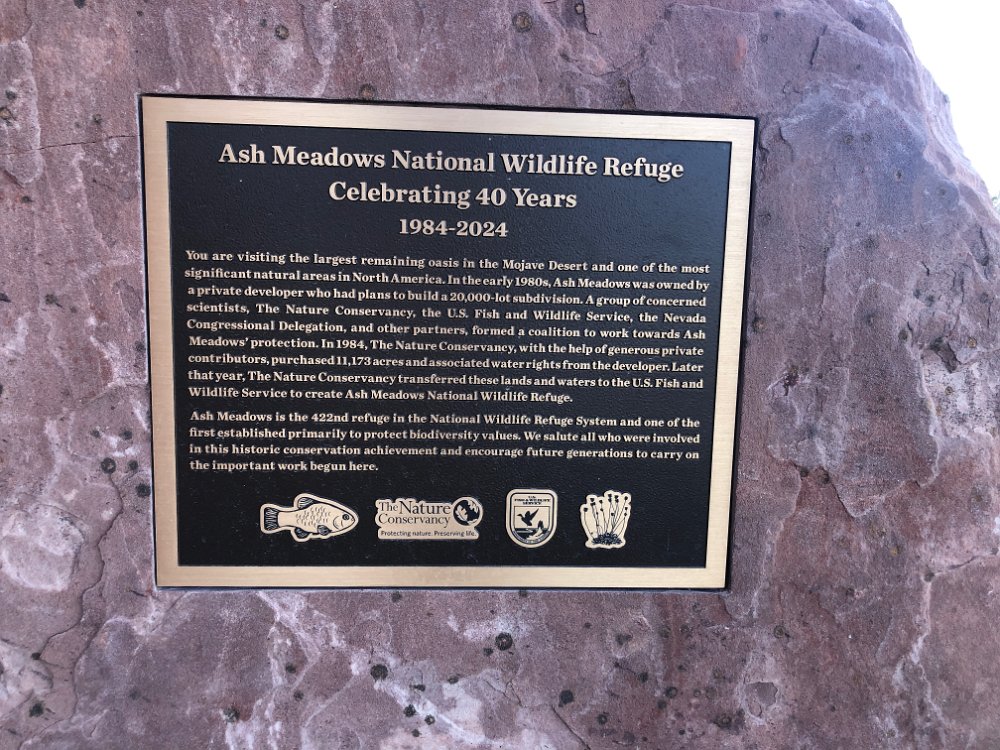 Ash Meadows National Wildlife Refuge
Celebrating 40 Years
1984-2024
You are visiting the largest remaining oasis in the Mojave Desert and one of the most
significant natural areas in North America. In the early 1980s, Ash Meadows was owned by
a private developer who had plans to build a 20,000-lot subdivision. A group of concerned
scientists, The Nature Conservancy, the U.S. Fish and Wildlife Service, the Nevada
Congressional Delegation, and other partners, formed a coalition to work towards Ash
Meadows' protection. In 1984, The Nature Conservancy, with the help of generous private
contributors, purchased 11,173 acres and associated water rights from the developer. Later
that year, The Nature Conservancy transferred these lands and waters to the U.S. Fish and
Wildlife Service to create Ash Meadows National Wildlife Refuge.
Ash Meadows is the 422nd refuge in the National Wildlife Refuge System and one of the
first established primarily to protect biodiversity values. We salute all who were involved
in this historic conservation achievement and encourage future generations to carry on
the important work begun here.
The Nature
Conservancy
Protecting nature. Preserving life.
U.S.
FISH & WILDLIFE
SERVICE